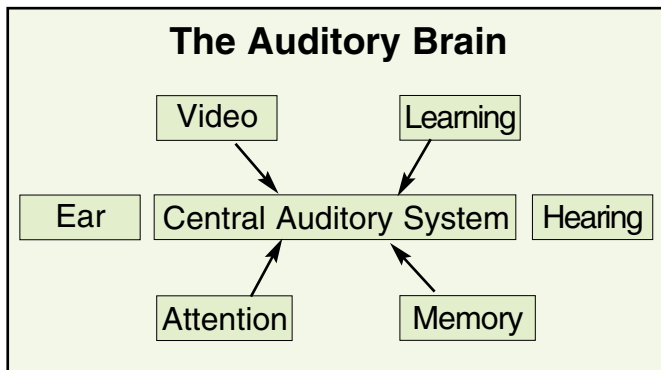 The Auditory Brain
Video
Learning
Ear
Central Auditory System
Hearing
Attention
Memory